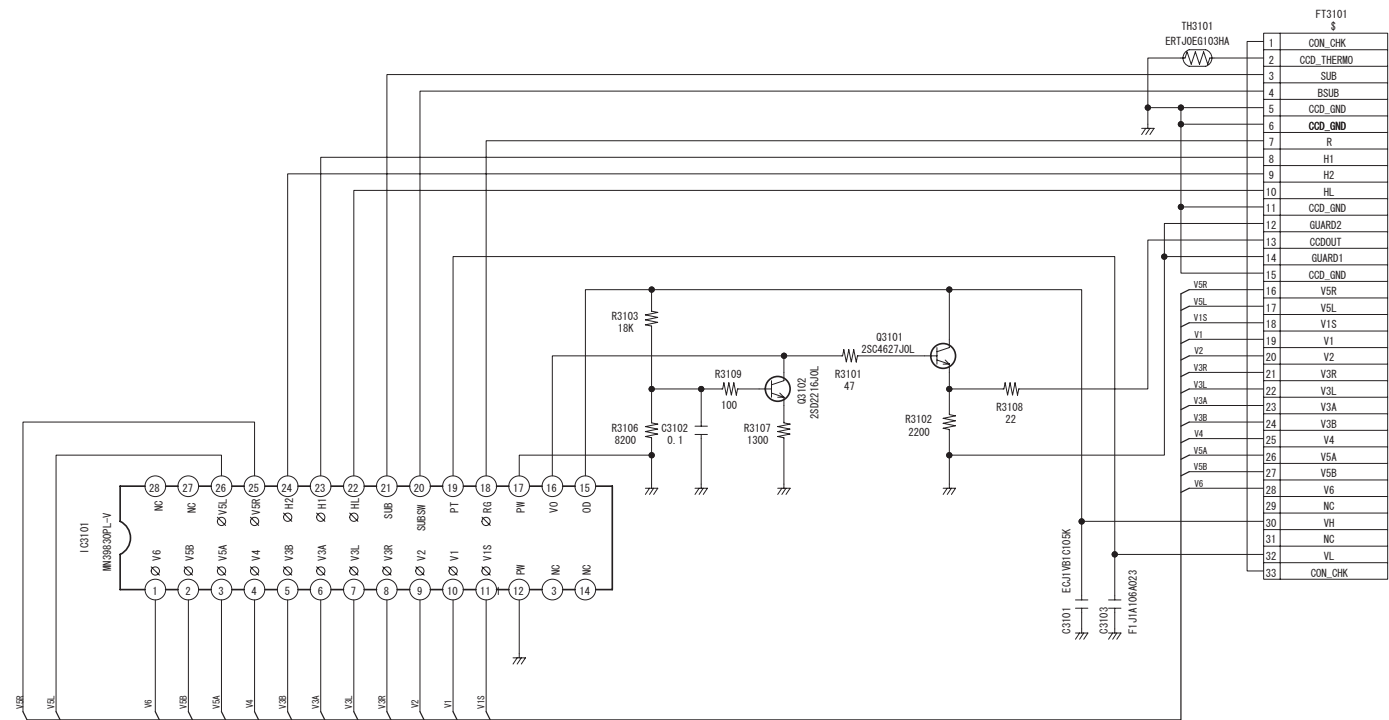 FT3101
$
TH3101
ERTJ0EG103HA
1 CON_CHK
2 CCD_THERMO
3 SUB
4 BSUB
5 CCD_GND
6 CCD_GND
7 R
8 H1
9 H2
10 HL
11 CCD_GND
12 GUARD2
13 CCDOUT
14 GUARD1
15 CCD_GND
V5R 16 V5R
V5L 17 V5L
V1S 18 V1S
V1 19 V1
V2 20 V2
V3R 21 V3R
V3L 22 V3L
V3A 23 V3A
V3B 24 V3B
V4 25 V4
V5A 26 V5A
V5B 27 V5B
V6 28 V6
29 NC
30 VH
31 NC
32 VL
33 CON_CHK
R3103
18K
Q3101
2SC4627J0L
R3109
100
Q3102
2SD2216J0L
R3101
47
R3106
8200
C3102
0.1
R3107
1300
R3102
2200
R3108
22
C3101
ECJ1VB1C105K
C3103
F1J1A106A023
IC3101
MN39830PL-V
28 27 26 25 24 23 22 21 20 19 18 17 16 15
NC NC ØV5L ØV5R ØH2 ØH1 ØHL SUB SUBSW PT ØRG PW VO OD
ØV6 ØV5B ØV5A ØV4 ØV3B ØV3A ØV3L ØV3R ØV2 ØV1 ØV1S PW NC NC
1 2 3 4 5 6 7 8 9 10 11 12 3 14
V5R V5L V6 V5B V5A V4 V3B V3A V3L V3R V2 V1 V1S